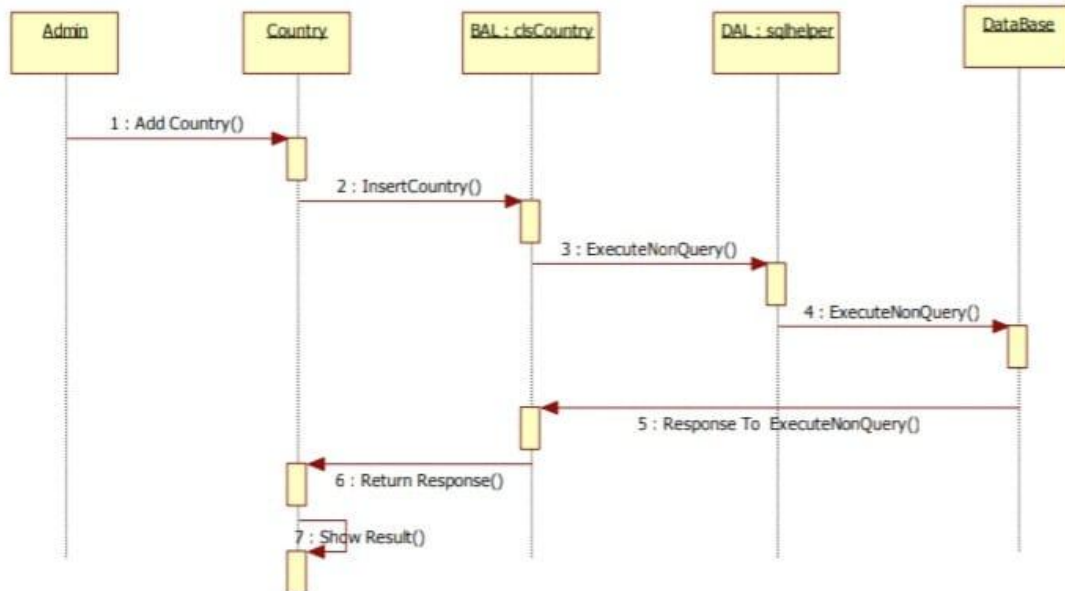 Admin
Country
BAL : clsCountry
DAL : sqlhelper
DataBase
1 : Add Country()
2 : InsertCountry()
3 : ExecuteNonQuery()
4 : ExecuteNonQuery()
5 : Response To ExecuteNonQuery()
6 : Return Response()
7 : Show Result()